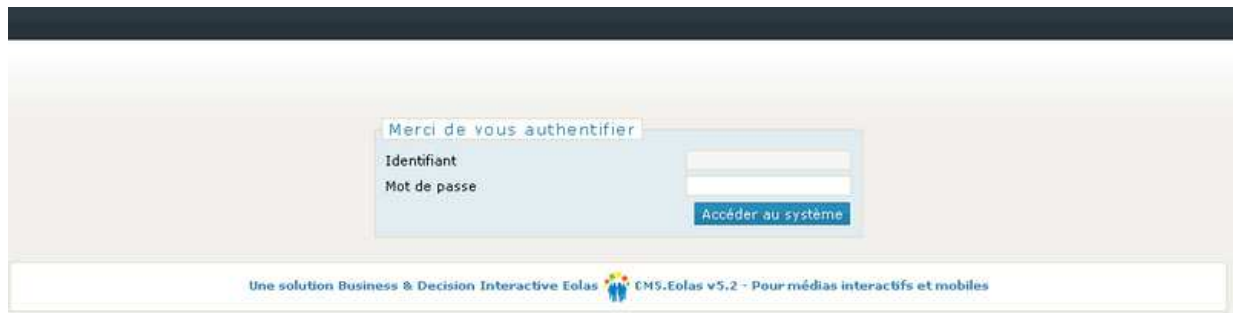 Merci de vous authentifier
Identifiant
Mot de passe
Accéder au système
Une solution Business & Decision Interactive Eolas CMS.Eolas v5.2 - Pour médias interactifs et mobiles